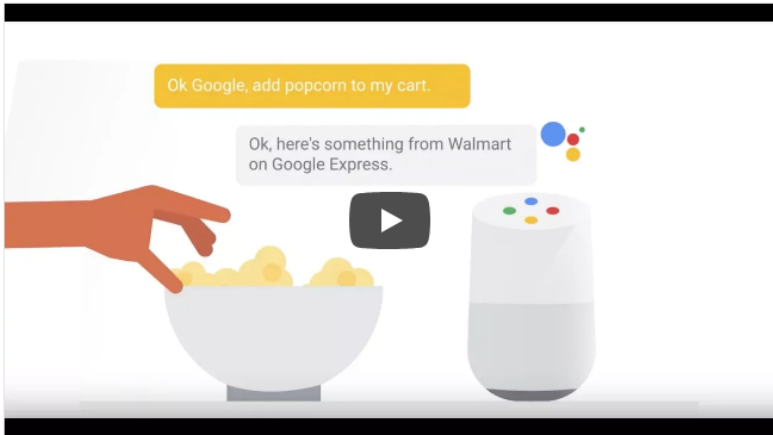 Ok Google, add popcorn to my cart.
Ok, here's something from Walmart
on Google Express.